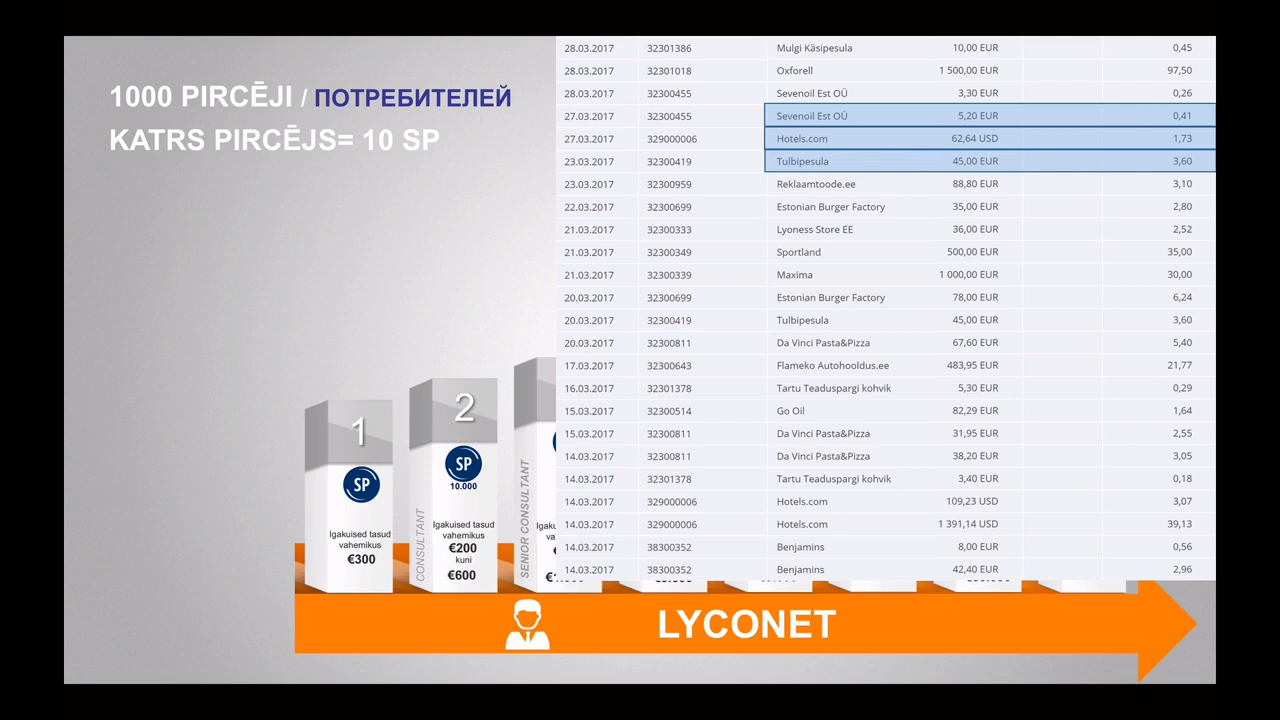 1000 PIRCĒJI / ПОТРЕБИТЕЛЕЙ
KATRS PIRCĒJS= 10 SP
28.03.2017 32301386 Mulgi Käsipesula 10,00 EUR 0,45
28.03.2017 32301018 Oxforell 1 500,00 EUR 97,50
28.03.2017 32300455 Sevenoil Est OÜ 3,30 EUR 0,26
27.03.2017 32300455 Sevenoil Est OÜ 5,20 EUR 0,41
27.03.2017 329000006 Hotels.com 62,64 USD 1,73
23.03.2017 32300419 Tulbipesula 45,00 EUR 3,60
23.03.2017 32300959 Reklaamtoode.ee 88,80 EUR 3,10
22.03.2017 32300699 Estonian Burger Factory 35,00 EUR 2,80
21.03.2017 32300333 Lyoness Store EE 36,00 EUR 2,52
21.03.2017 32300349 Sportland 500,00 EUR 35,00
21.03.2017 32300339 Maxima 1 000,00 EUR 30,00
20.03.2017 32300699 Estonian Burger Factory 78,00 EUR 6,24
20.03.2017 32300419 Tulbipesula 45,00 EUR 3,60
20.03.2017 32300811 Da Vinci Pasta&Pizza 67,60 EUR 5,40
17.03.2017 32300643 Flameko Autohooldus.ee 483,95 EUR 21,77
16.03.2017 32301378 Tartu Teaduspargi kohvik 5,30 EUR 0,29
15.03.2017 32300514 Go Oil 82,29 EUR 1,64
15.03.2017 32300811 Da Vinci Pasta&Pizza 31,95 EUR 2,55
14.03.2017 32300811 Da Vinci Pasta&Pizza 38,20 EUR 3,05
14.03.2017 32301378 Tartu Teaduspargi kohvik 3,40 EUR 0,18
14.03.2017 329000006 Hotels.com 109,23 USD 3,07
14.03.2017 329000006 Hotels.com 1 391,14 USD 39,13
14.03.2017 38300352 Benjamins 8,00 EUR 0,56
14.03.2017 38300352 Benjamins 42,40 EUR 2,96
1
SP
Igakuised tasud
vahemikus
€300
2
SP
10.000
CONSULTANT
Igakuised tasud
vahemikus
€200
kuni
€600
SENIOR CONSULTANT
LYCONET